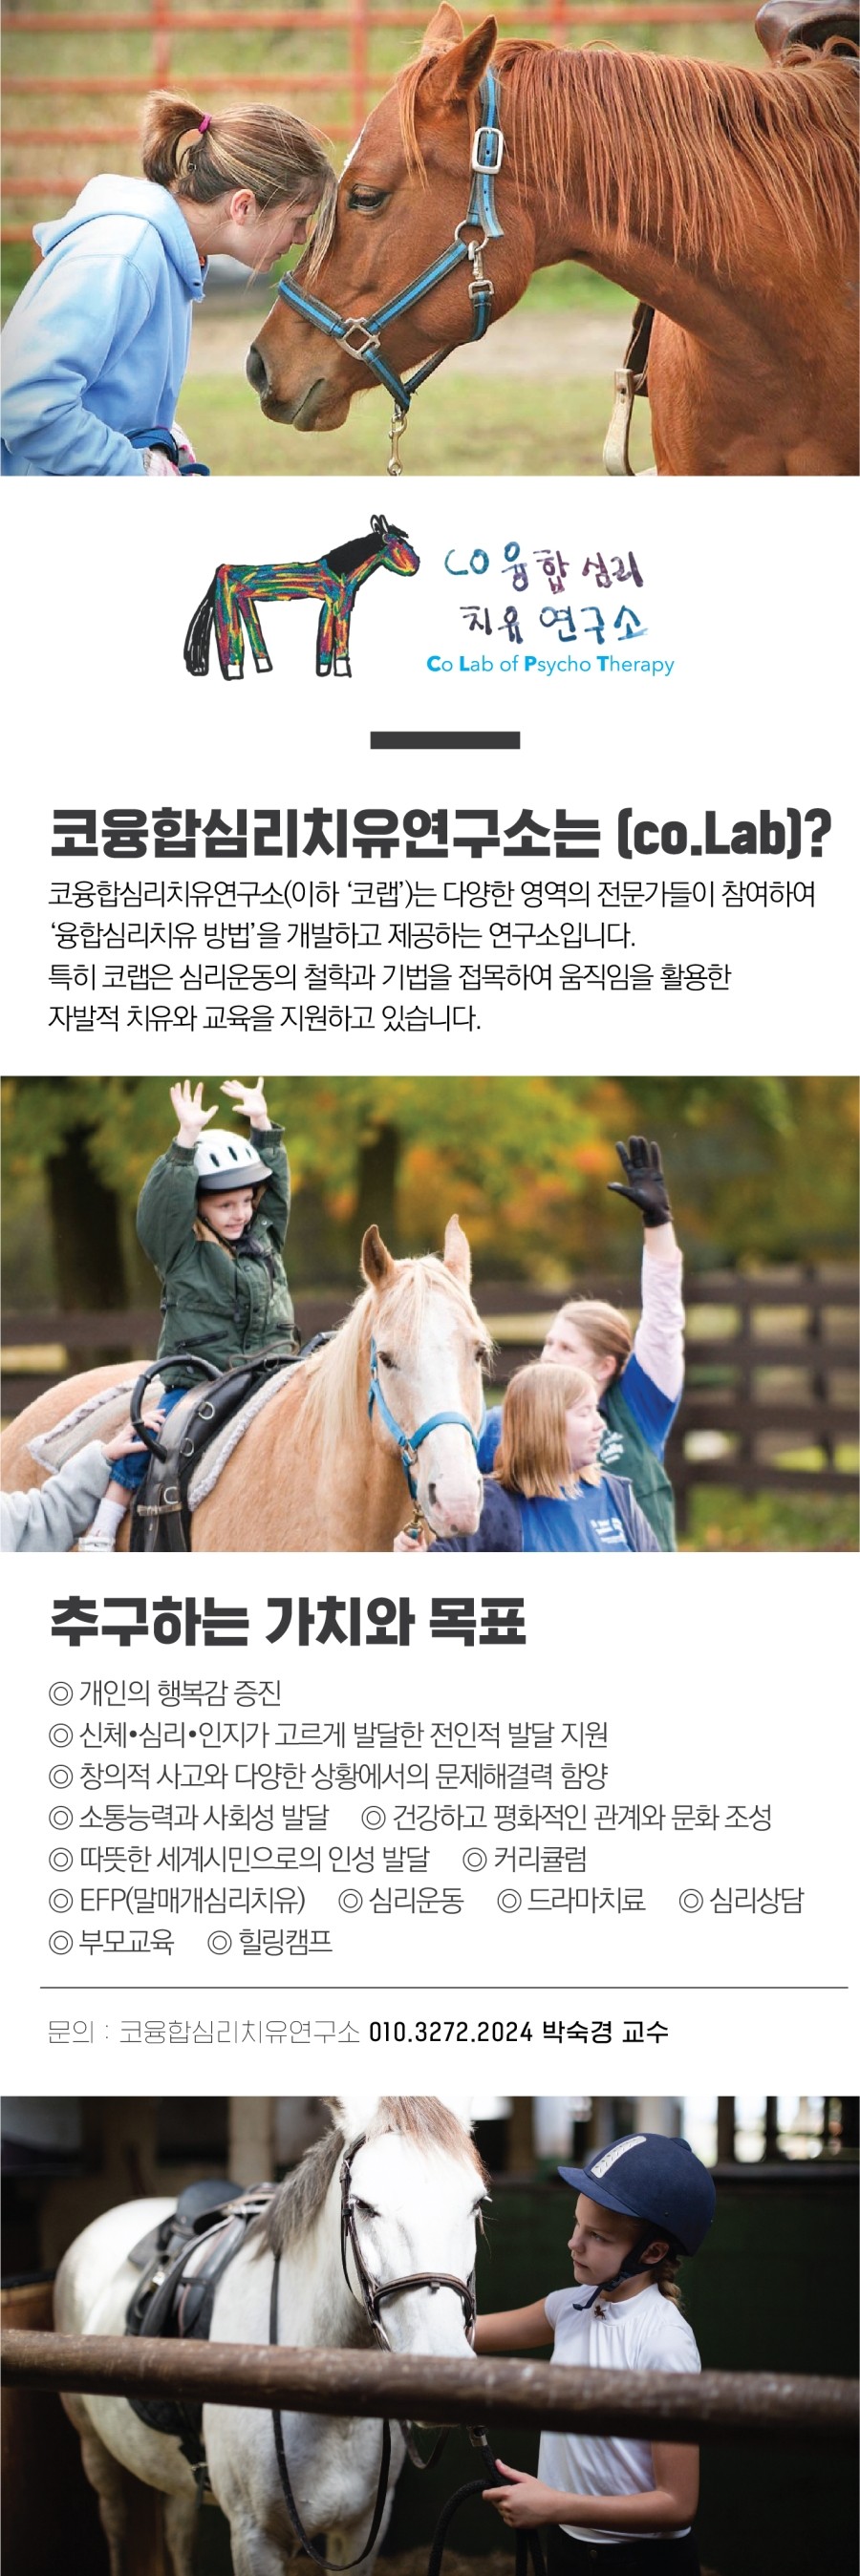 CO 융합 심리
치유 연구소
Co Lab of Psycho Therapy
코융합심리치유연구소는 (co.Lab)?
코융합심리치유연구소(이하 ‘코랩’)는 다양한 영역의 전문가들이 참여하여
‘융합심리치유 방법’을 개발하고 제공하는 연구소입니다.
특히 코랩은 심리운동의 철학과 기법을 접목하여 움직임을 활용한
자발적 치유와 교육을 지원하고 있습니다.
추구하는 가치와 목표
◎ 개인의 행복감 증진
◎ 신체•심리•인지가 고르게 발달한 전인적 발달 지원
◎ 창의적 사고와 다양한 상황에서의 문제해결력 함양
◎ 소통능력과 사회성 발달 ◎ 건강하고 평화적인 관계와 문화 조성
◎ 따뜻한 세계시민으로의 인성 발달 ◎ 커리큘럼
◎ EFP(말매개심리치유) ◎ 심리운동 ◎ 드라마치료 ◎ 심리상담
◎ 부모교육 ◎ 힐링캠프
문의 : 코융합심리치유연구소 010.3272.2024 박숙경 교수